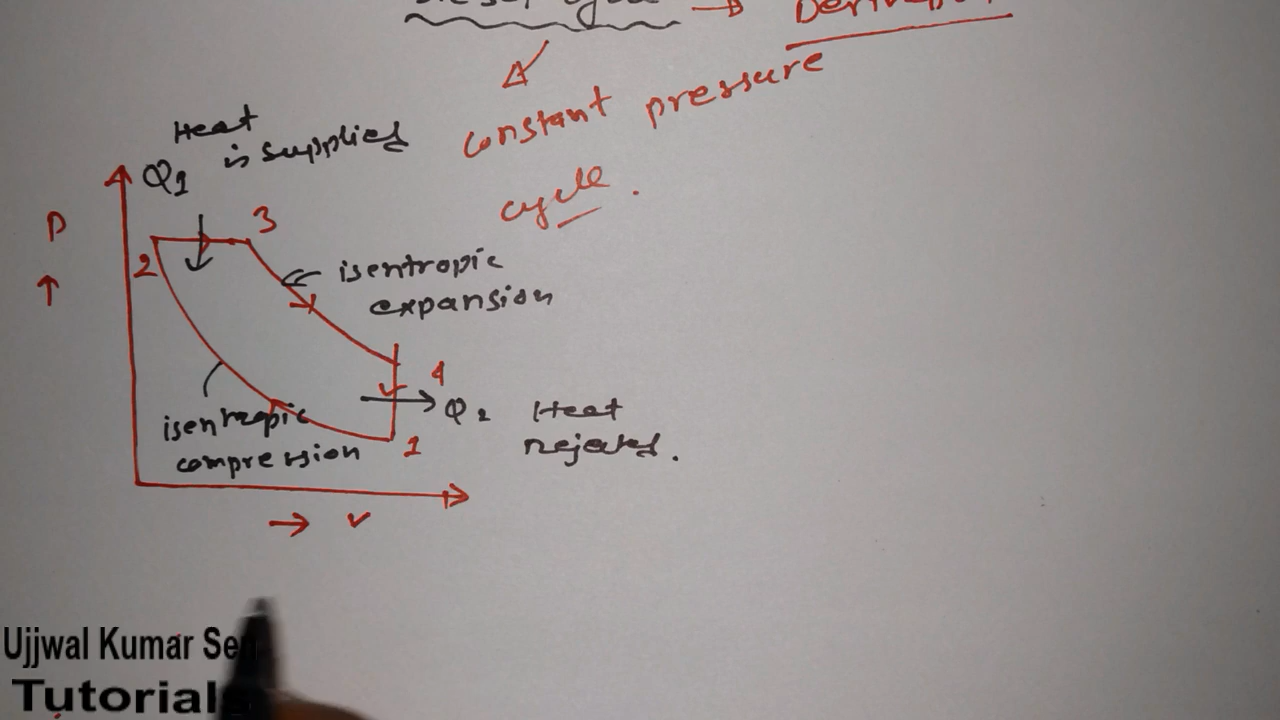 constant pressure
cycle.
Heat
is supplied
Q1
P
2
3
isentropic
expansion
4
Q2 Heat
rejected.
isentropic
compression
1
v
Ujjwal Kumar Sen
Tutorials